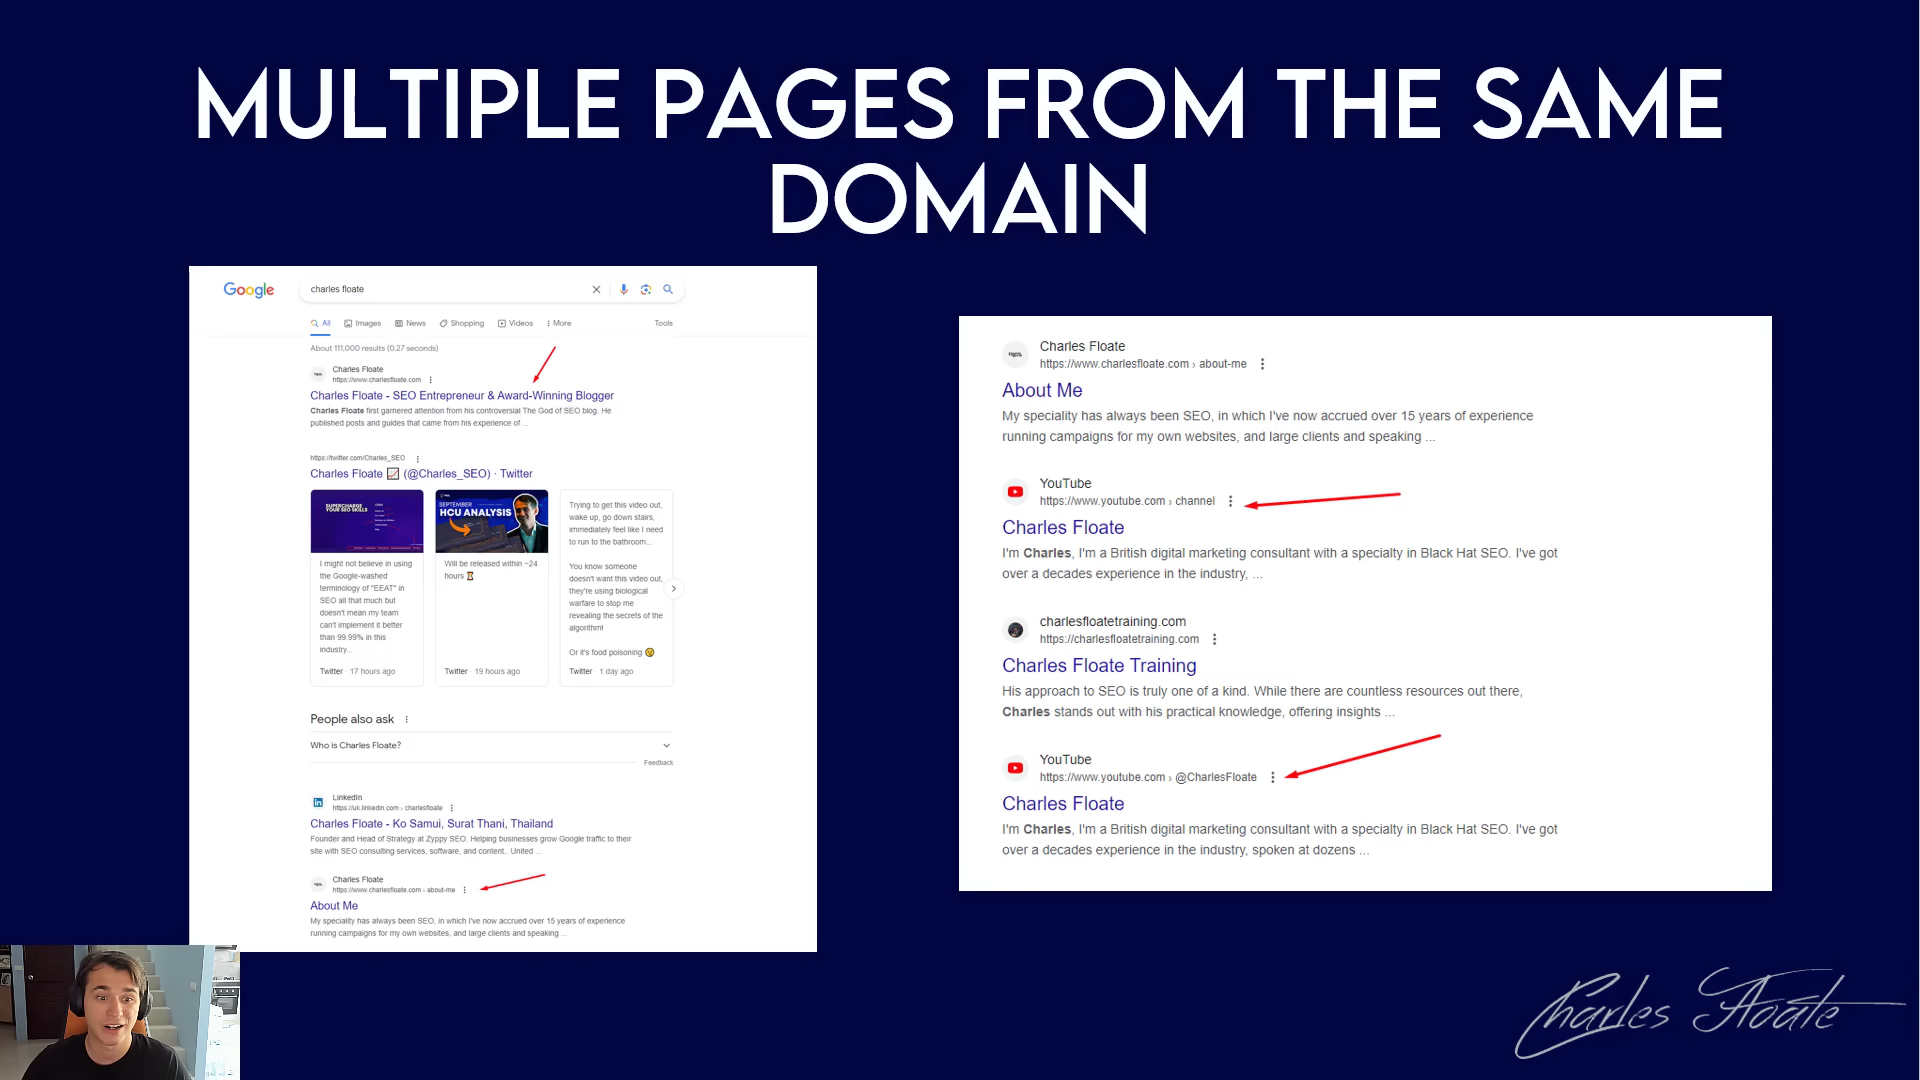 MULTIPLE PAGES FROM THE SAME
DOMAIN
Google
charles floate
All Images News Shopping Videos More Tools
About 111,000 results (0.27 seconds)
Charles Floate
https://www.charlesfloate.com
Charles Floate - SEO Entrepreneur & Award-Winning Blogger
Charles Floate first garnered attention from his controversial The God of SEO blog. He
published posts and guides that came from his experience of ...
https://twitter.com/Charles_SEO
Charles Floate 📈 (@Charles_SEO) · Twitter
SUPERCHARGE
YOUR SEO SKILLS
I might not believe in using
the Google-washed
terminology of "EEAT" in
SEO all that much but
doesn't mean my team
can't implement it better
than 99.99% in this
industry...
Twitter · 17 hours ago
SEPTEMBER
HCU ANALYSIS
Will be released within ~24
hours ⏳
Twitter · 19 hours ago
Trying to get this video out,
wake up, go down stairs,
immediately feel like I need
to run to the bathroom...
You know someone
doesn't want this video out,
they're using biological
warfare to stop me
revealing the secrets of the
algorithm!
Or it's food poisoning 😲
Twitter · 1 day ago
People also ask
Who is Charles Floate?
Feedback
LinkedIn
https://uk.linkedin.com › charlesfloate
Charles Floate - Ko Samui, Surat Thani, Thailand
Founder and Head of Strategy at Zyppy SEO. Helping businesses grow Google traffic to their
site with SEO consulting services, software, and content.. United ...
Charles Floate
https://www.charlesfloate.com › about-me
About Me
My speciality has always been SEO, in which I've now accrued over 15 years of experience
running campaigns for my own websites, and large clients and speaking ...
Charles Floate
https://www.charlesfloate.com › about-me
About Me
My speciality has always been SEO, in which I've now accrued over 15 years of experience
running campaigns for my own websites, and large clients and speaking ...
YouTube
https://www.youtube.com › channel
Charles Floate
I'm Charles, I'm a British digital marketing consultant with a specialty in Black Hat SEO. I've got
over a decades experience in the industry, ...
charlesfloatetraining.com
https://charlesfloatetraining.com
Charles Floate Training
His approach to SEO is truly one of a kind. While there are countless resources out there,
Charles stands out with his practical knowledge, offering insights ...
YouTube
https://www.youtube.com › @CharlesFloate
Charles Floate
I'm Charles, I'm a British digital marketing consultant with a specialty in Black Hat SEO. I've got
over a decades experience in the industry, spoken at dozens ...
Charles Floate